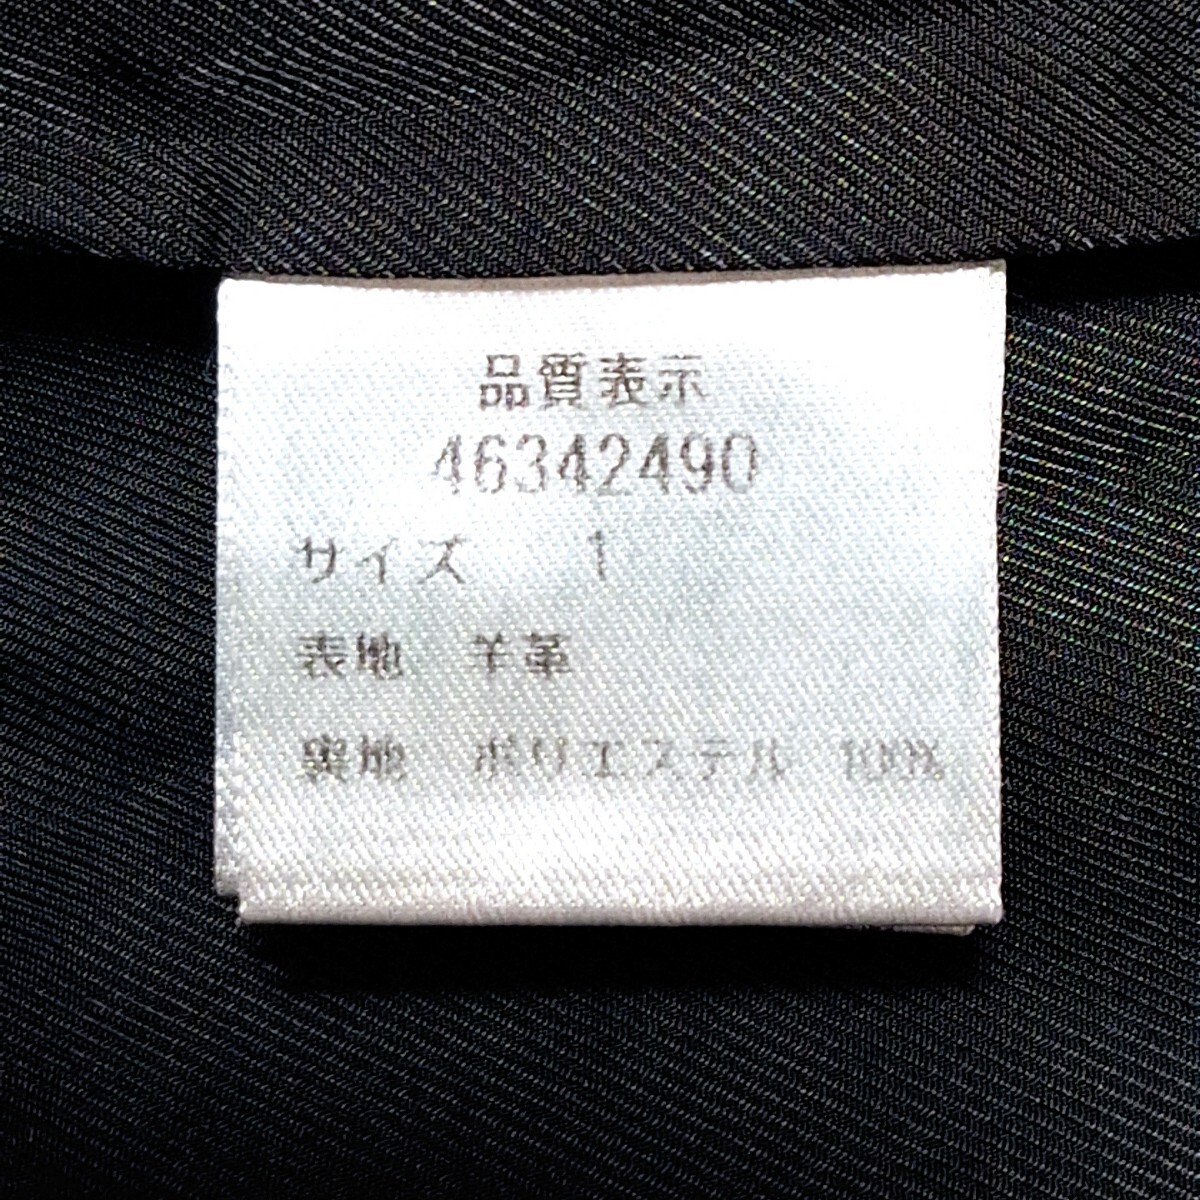 品質表示
46342490
サイズ 1
表地 羊革
裏地 ポリエステル 100%